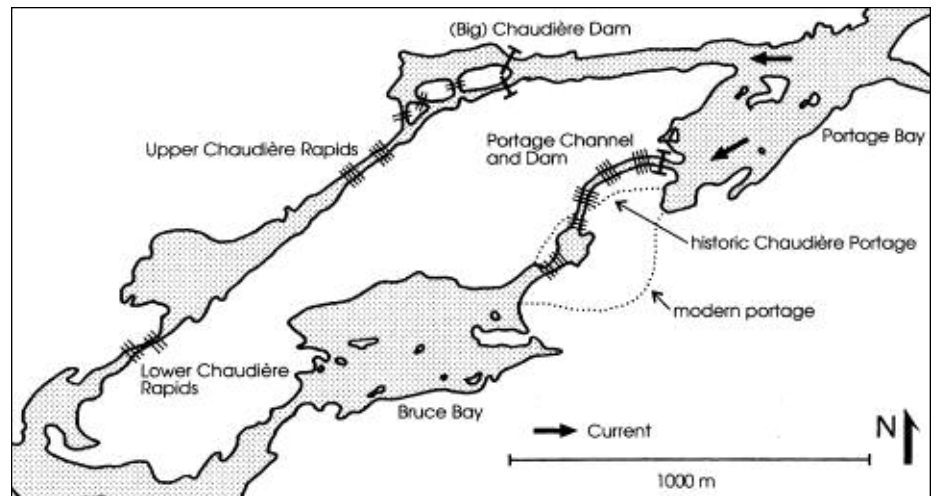 (Big) Chaudière Dam
Upper Chaudière Rapids
Portage Channel
and Dam
Portage Bay
historic Chaudière Portage
modern portage
Lower Chaudière
Rapids
Bruce Bay
Current
N
1000 m